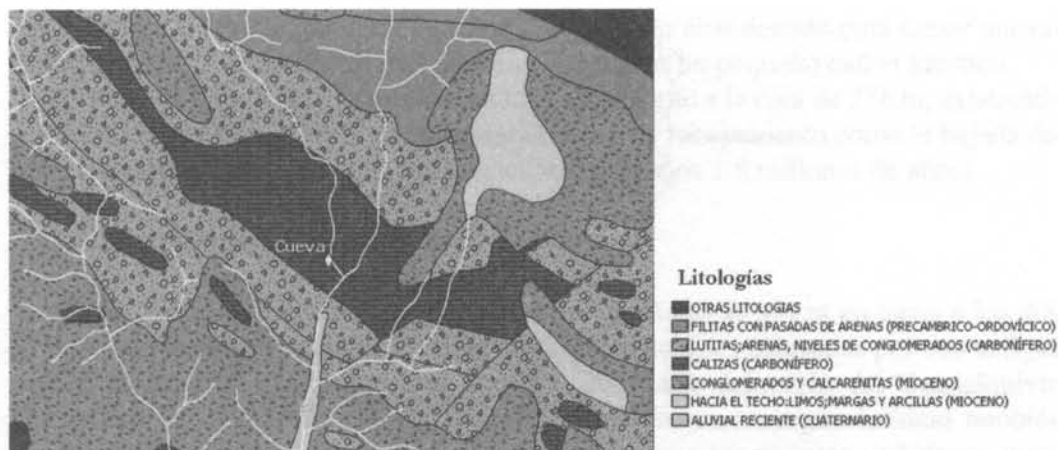 Cueva
Litologías
OTRAS LITOLOGIAS
FILITAS CON PASADAS DE ARENAS (PRECAMBRICO-ORDOVÍCICO)
LUTITAS;ARENAS, NIVELES DE CONGLOMERADOS (CARBONÍFERO)
CALIZAS (CARBONÍFERO)
CONGLOMERADOS Y CALCARENITAS (MIOCENO)
HACIA EL TECHO:LIMOS;MARGAS Y ARCILLAS (MIOCENO)
ALUVIAL RECIENTE (CUATERNARIO)